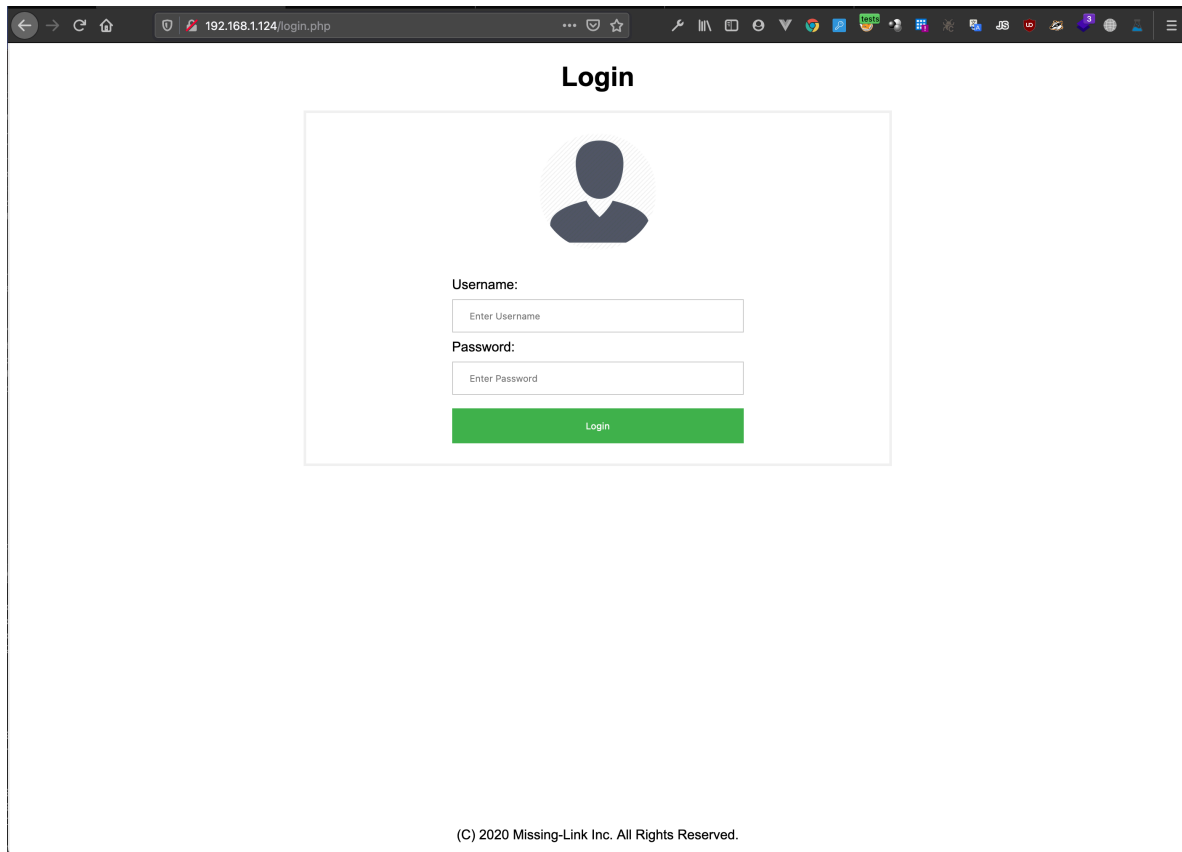 192.168.1.124/login.php
tests
JS
3
Login
Username:
Enter Username
Password:
Enter Password
Login
(C) 2020 Missing-Link Inc. All Rights Reserved.